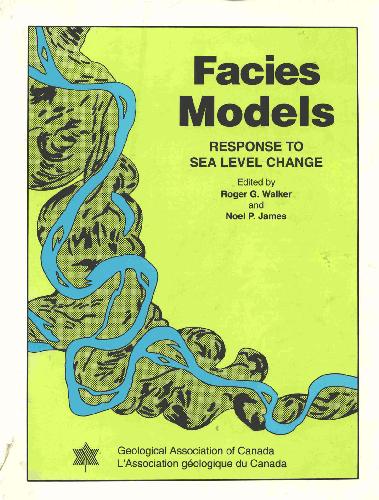 Facies
Models
RESPONSE TO
SEA LEVEL CHANGE
Edited by
Roger G. Walker
and
Noel P. James
Geological Association of Canada
L'Association géologique du Canada